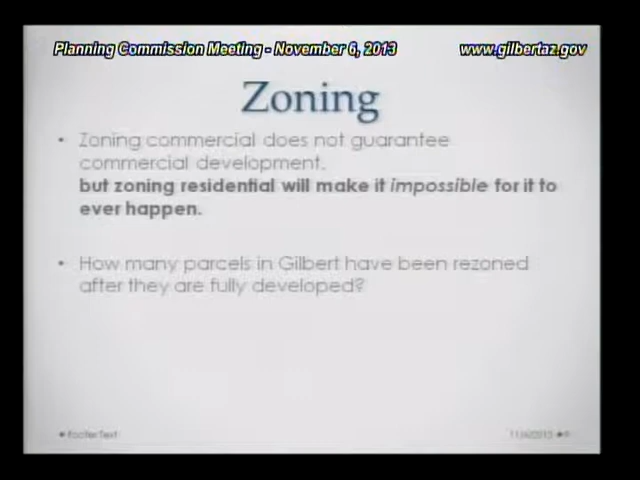 Planning Commission Meeting - November 6, 2013 www.gilbertaz.gov
Zoning
• Zoning commercial does not guarantee
commercial development.
but zoning residential will make it impossible for it to
ever happen.
• How many parcels in Gilbert have been rezoned
after they are fully developed?
Footer Text